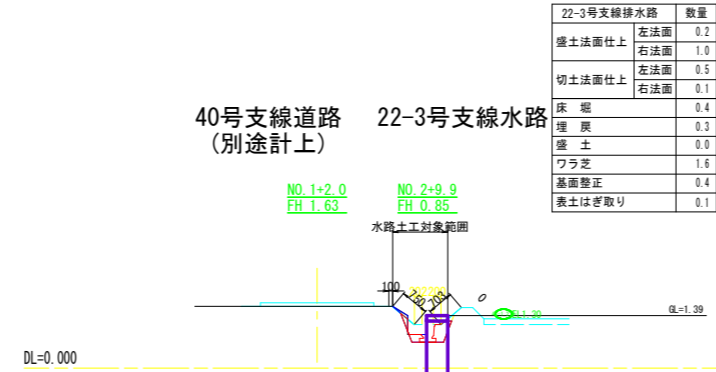 22-3号支線排水路 数量
盛土法面仕上 左法面 0.2
右法面 1.0
切土法面仕上 左法面 0.5
右法面 0.1
床 堀 0.4
埋 戻 0.3
盛 土 0.0
ワラ芝 1.6
基面整正 0.4
表土はぎ取り 0.1
40号支線道路
(別途計上)
22-3号支線水路
NO.1+2.0
FH 1.63
NO.2+9.9
FH 0.85
水路土工対象範囲
100
750
703
0
GL=1.39
DL=0.000